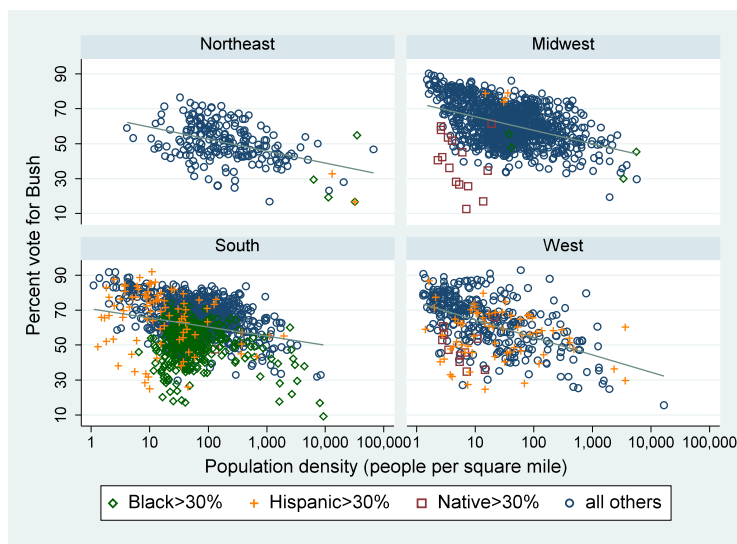 Northeast
Midwest
90
70
50
30
10
South
West
90
70
50
30
10
Percent vote for Bush
1 10 100 1,000 10,000 100,000
1 10 100 1,000 10,000 100,000
Population density (people per square mile)
Black>30% Hispanic>30% Native>30% all others